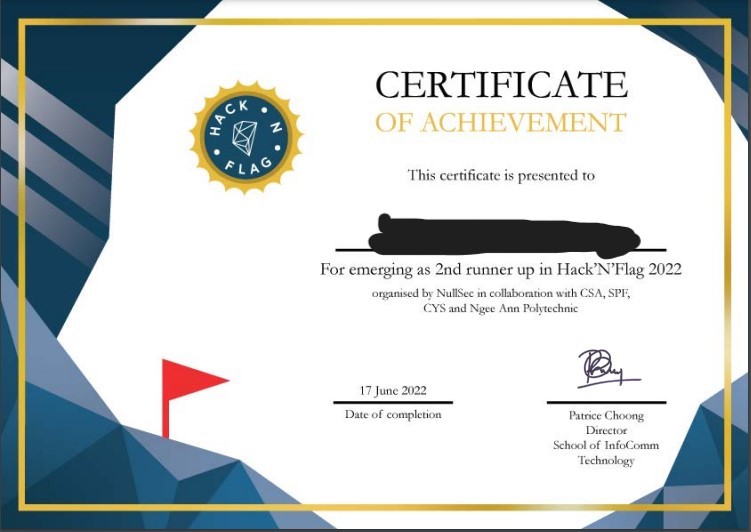 HACK N FLAG
CERTIFICATE
OF ACHIEVEMENT
This certificate is presented to
For emerging as 2nd runner up in Hack'N'Flag 2022
organised by NullSec in collaboration with CSA, SPF,
CYS and Ngee Ann Polytechnic
17 June 2022
Date of completion
Patrice Choong
Director
School of InfoComm
Technology